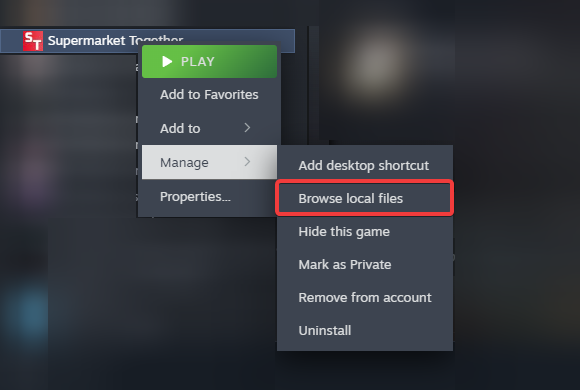 ST Supermarket Together
PLAY
Add to Favorites
Add to
Manage
Properties...
Add desktop shortcut
Browse local files
Hide this game
Mark as Private
Remove from account
Uninstall